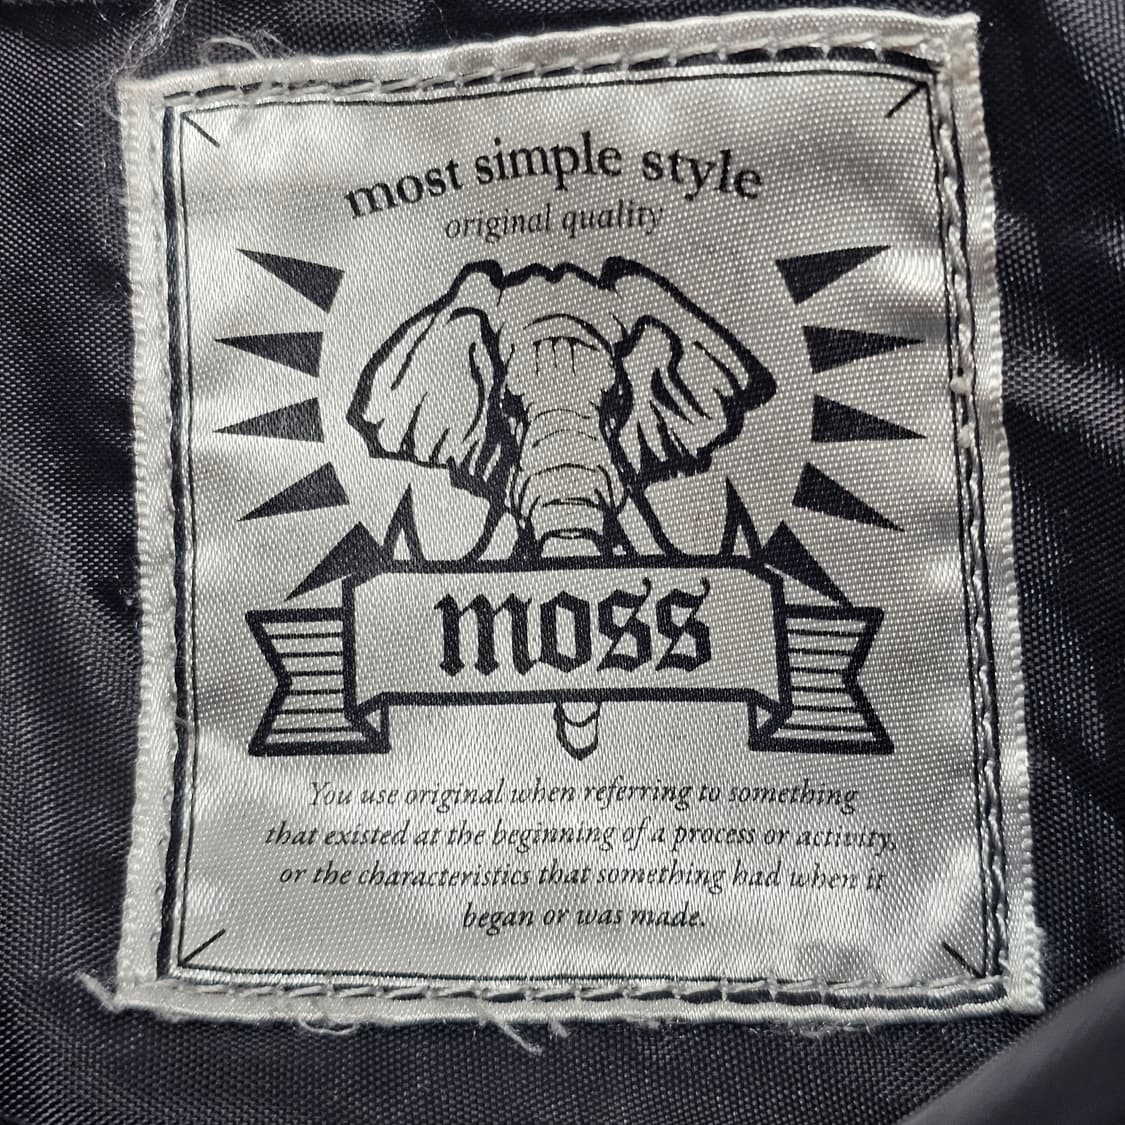 most simple style
original quality
moss
You use original when referring to something
that existed at the beginning of a process or activity,
or the characteristics that something had when it
began or was made.